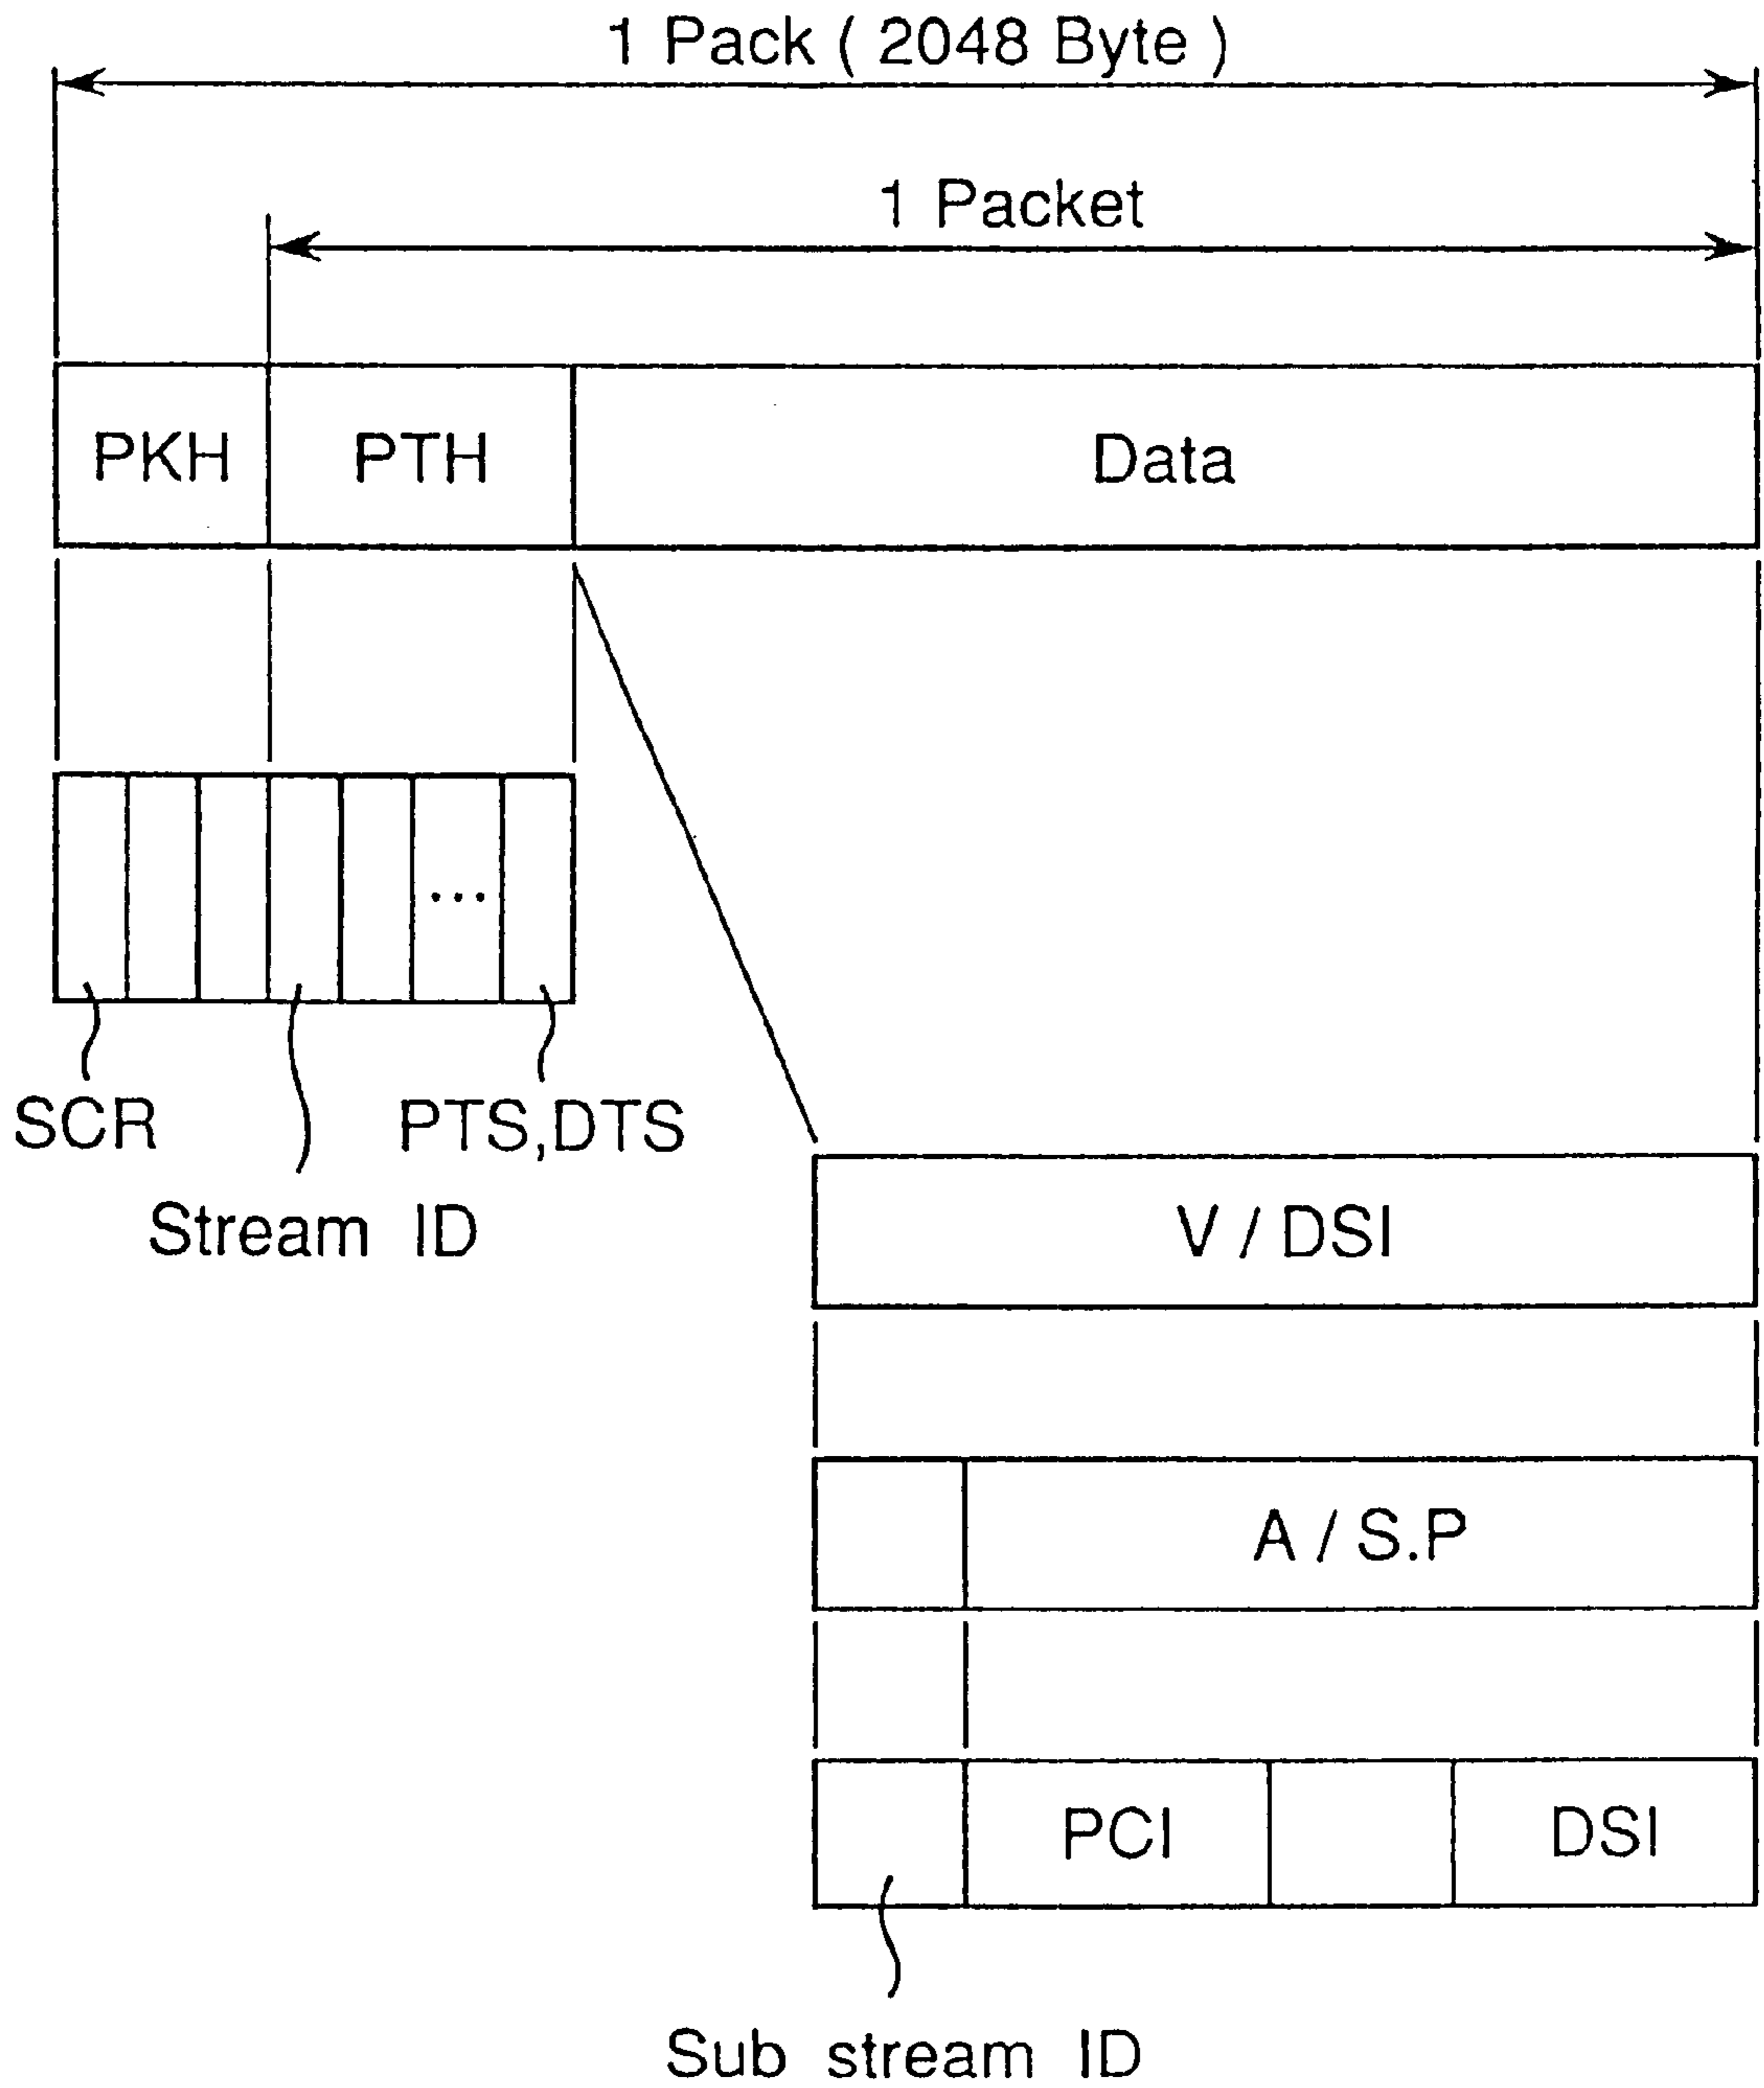 1 Pack ( 2048 Byte )
1 Packet
PKH PTH Data
...
SCR PTS,DTS
Stream ID
V / DSI
A / S.P
PCI DSI
Sub stream ID